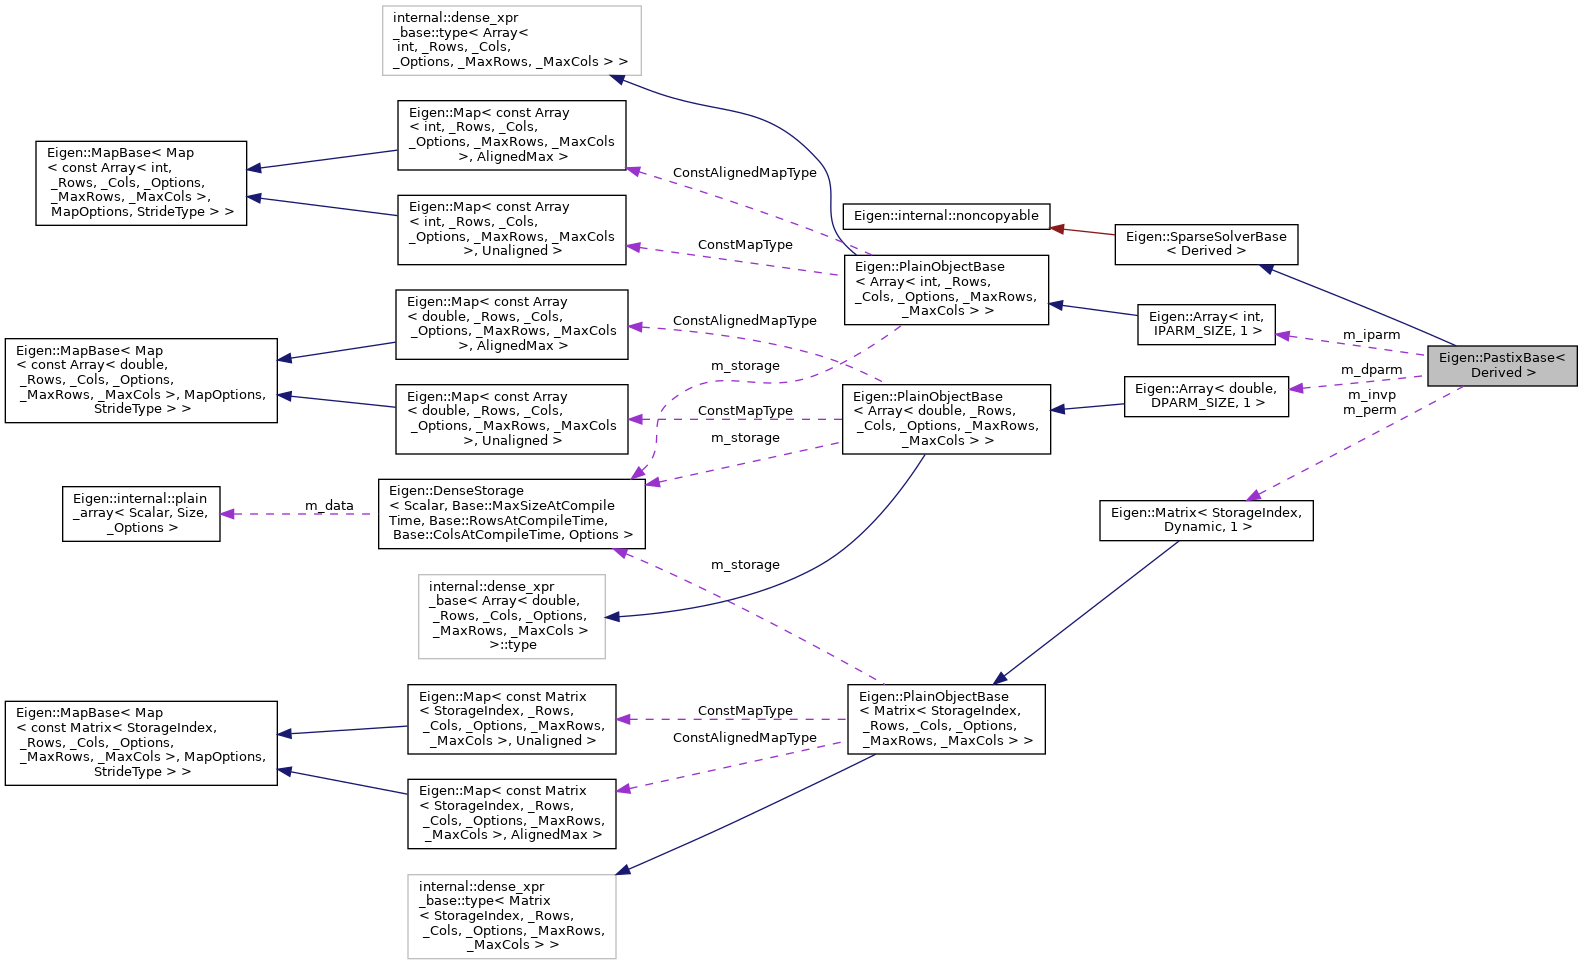 internal::dense_xpr
_base::type< Array<
int, _Rows, _Cols,
_Options, _MaxRows, _MaxCols > >
Eigen::Map< const Array
< int, _Rows, _Cols,
_Options, _MaxRows, _MaxCols
>, AlignedMax >
Eigen::MapBase< Map
< const Array< int,
_Rows, _Cols, _Options,
_MaxRows, _MaxCols >,
MapOptions, StrideType > >
ConstAlignedMapType
Eigen::Map< const Array
< int, _Rows, _Cols,
_Options, _MaxRows, _MaxCols
>, Unaligned >
ConstMapType
Eigen::internal::noncopyable
Eigen::SparseSolverBase
< Derived >
Eigen::PlainObjectBase
< Array< int, _Rows,
_Cols, _Options, _MaxRows,
_MaxCols > >
Eigen::Array< int,
IPARM_SIZE, 1 >
m_iparm
Eigen::PastixBase<
Derived >
Eigen::Map< const Array
< double, _Rows, _Cols,
_Options, _MaxRows, _MaxCols
>, AlignedMax >
ConstAlignedMapType
Eigen::MapBase< Map
< const Array< double,
_Rows, _Cols, _Options,
_MaxRows, _MaxCols >, MapOptions,
StrideType > >
m_storage
m_dparm
m_invp
m_perm
Eigen::Array< double,
DPARM_SIZE, 1 >
Eigen::Map< const Array
< double, _Rows, _Cols,
_Options, _MaxRows, _MaxCols
>, Unaligned >
ConstMapType
m_storage
Eigen::PlainObjectBase
< Array< double, _Rows,
_Cols, _Options, _MaxRows,
_MaxCols > >
Eigen::internal::plain
_array< Scalar, Size,
_Options >
m_data
Eigen::DenseStorage
< Scalar, Base::MaxSizeAtCompile
Time, Base::RowsAtCompileTime,
Base::ColsAtCompileTime, Options >
Eigen::Matrix< StorageIndex,
Dynamic, 1 >
m_storage
internal::dense_xpr
_base< Array< double,
_Rows, _Cols, _Options,
_MaxRows, _MaxCols >
>::type
Eigen::MapBase< Map
< const Matrix< StorageIndex,
_Rows, _Cols, _Options,
_MaxRows, _MaxCols >, MapOptions,
StrideType > >
Eigen::Map< const Matrix
< StorageIndex, _Rows,
_Cols, _Options, _MaxRows,
_MaxCols >, Unaligned >
ConstMapType
ConstAlignedMapType
Eigen::PlainObjectBase
< Matrix< StorageIndex,
_Rows, _Cols, _Options,
_MaxRows, _MaxCols > >
Eigen::Map< const Matrix
< StorageIndex, _Rows,
_Cols, _Options, _MaxRows,
_MaxCols >, AlignedMax >
internal::dense_xpr
_base::type< Matrix
< StorageIndex, _Rows,
_Cols, _Options, _MaxRows,
_MaxCols > >